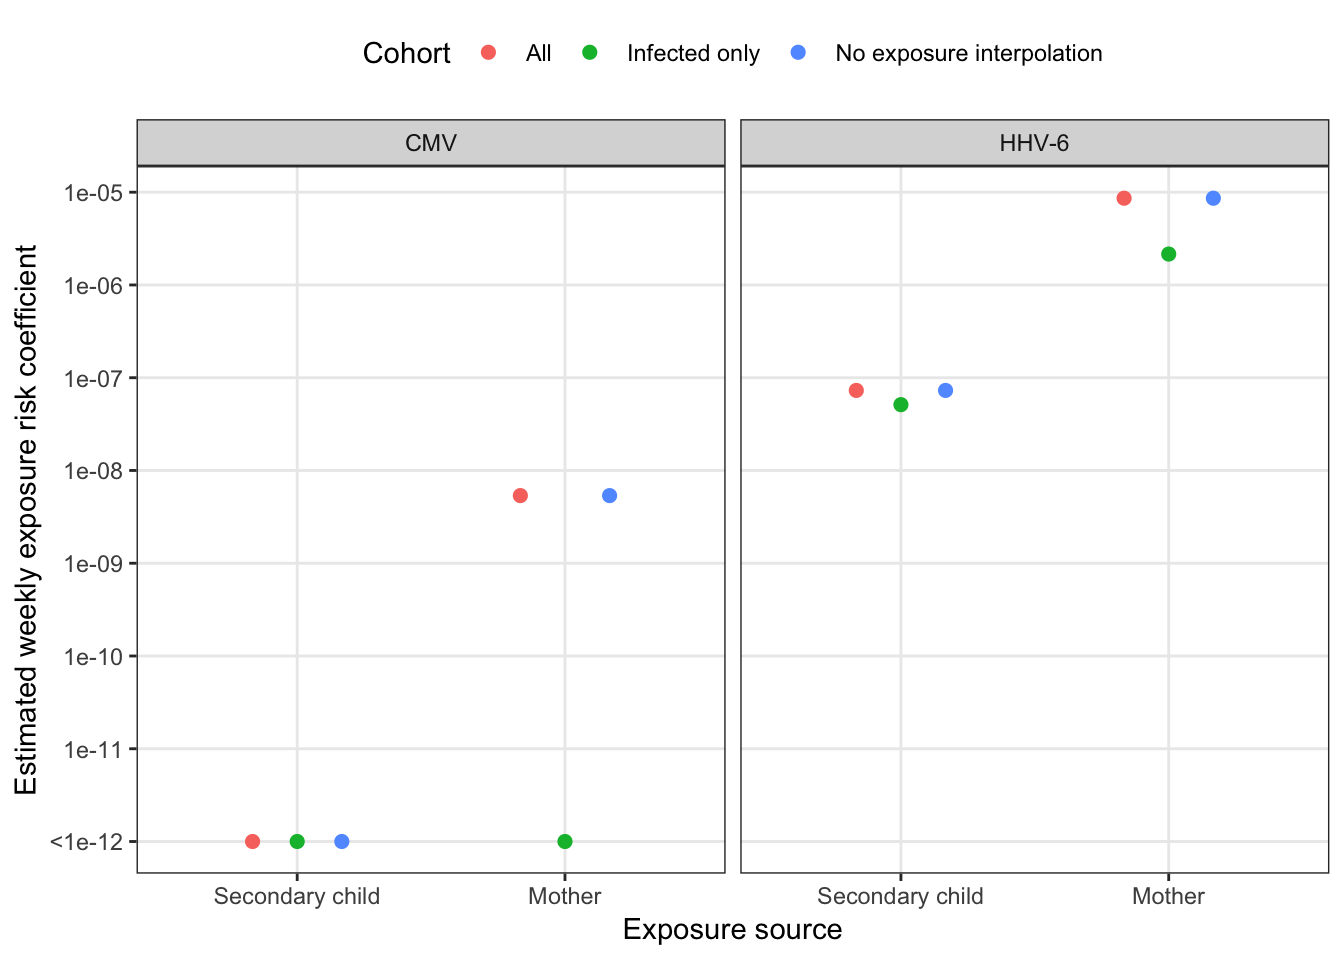 Cohort All Infected only No exposure interpolation
CMV HHV-6
Estimated weekly exposure risk coefficient
1e-05
1e-06
1e-07
1e-08
1e-09
1e-10
1e-11
<1e-12
Secondary child Mother Secondary child Mother
Exposure source